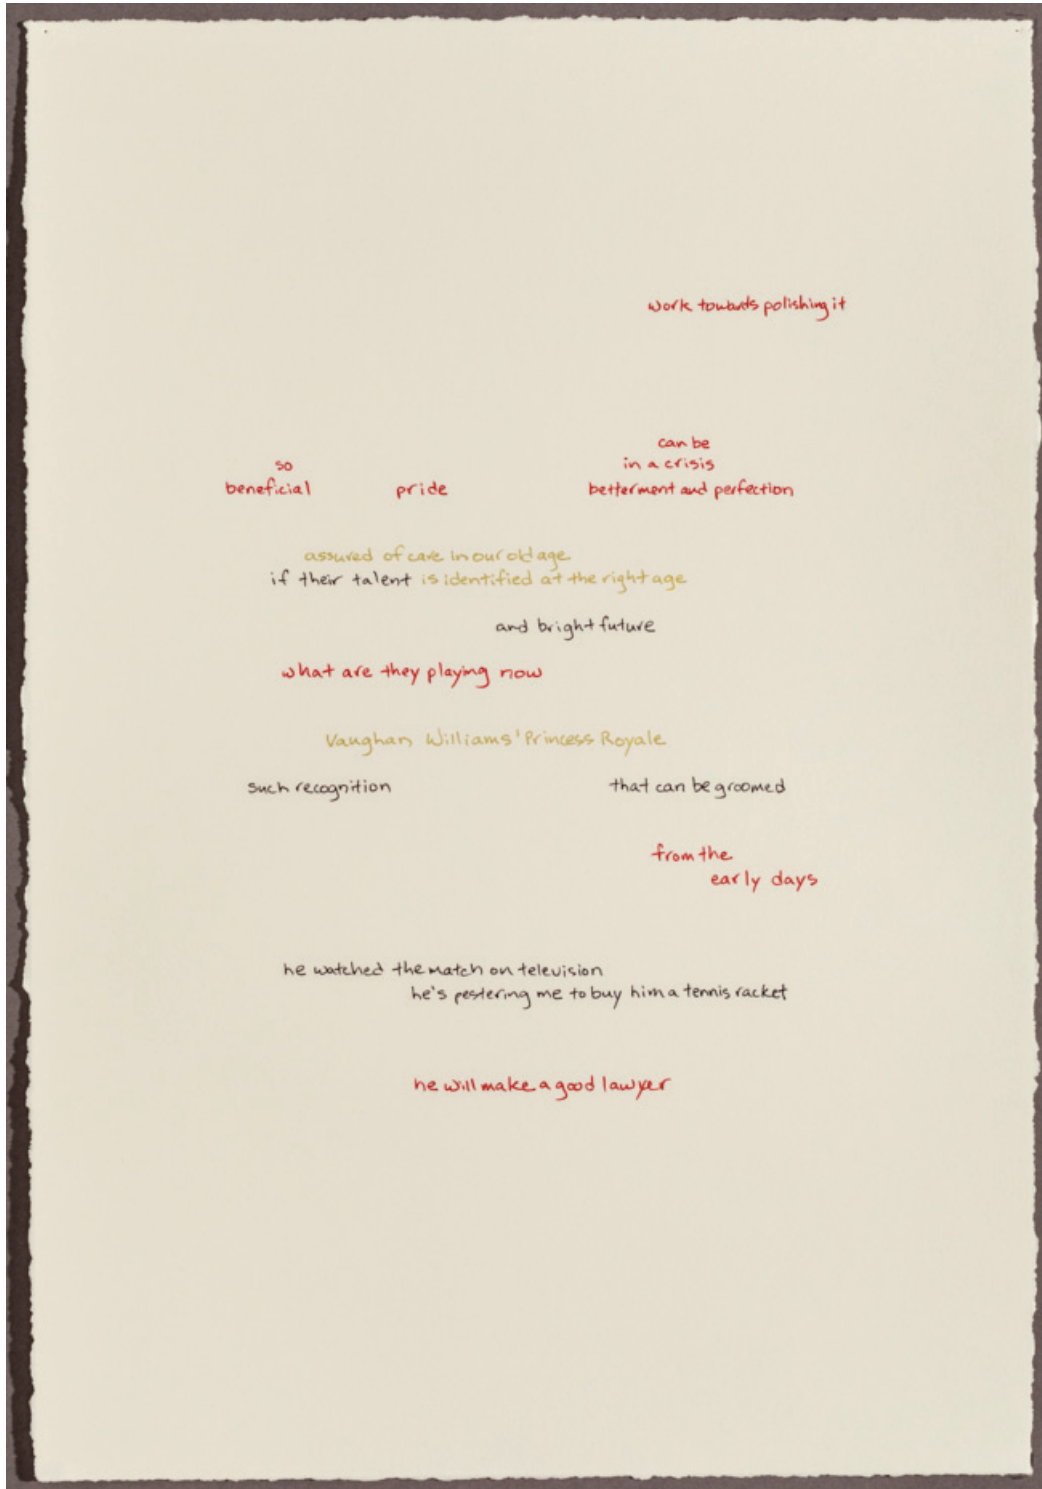 work towards polishing it
can be
so in a crisis
beneficial pride betterment and perfection
assured of care in our old age
if their talent is identified at the right age
and bright future
what are they playing now
Vaughan Williams' Princess Royale
such recognition that can be groomed
from the
early days
he watched the match on television
he's pestering me to buy him a tennis racket
he will make a good lawyer